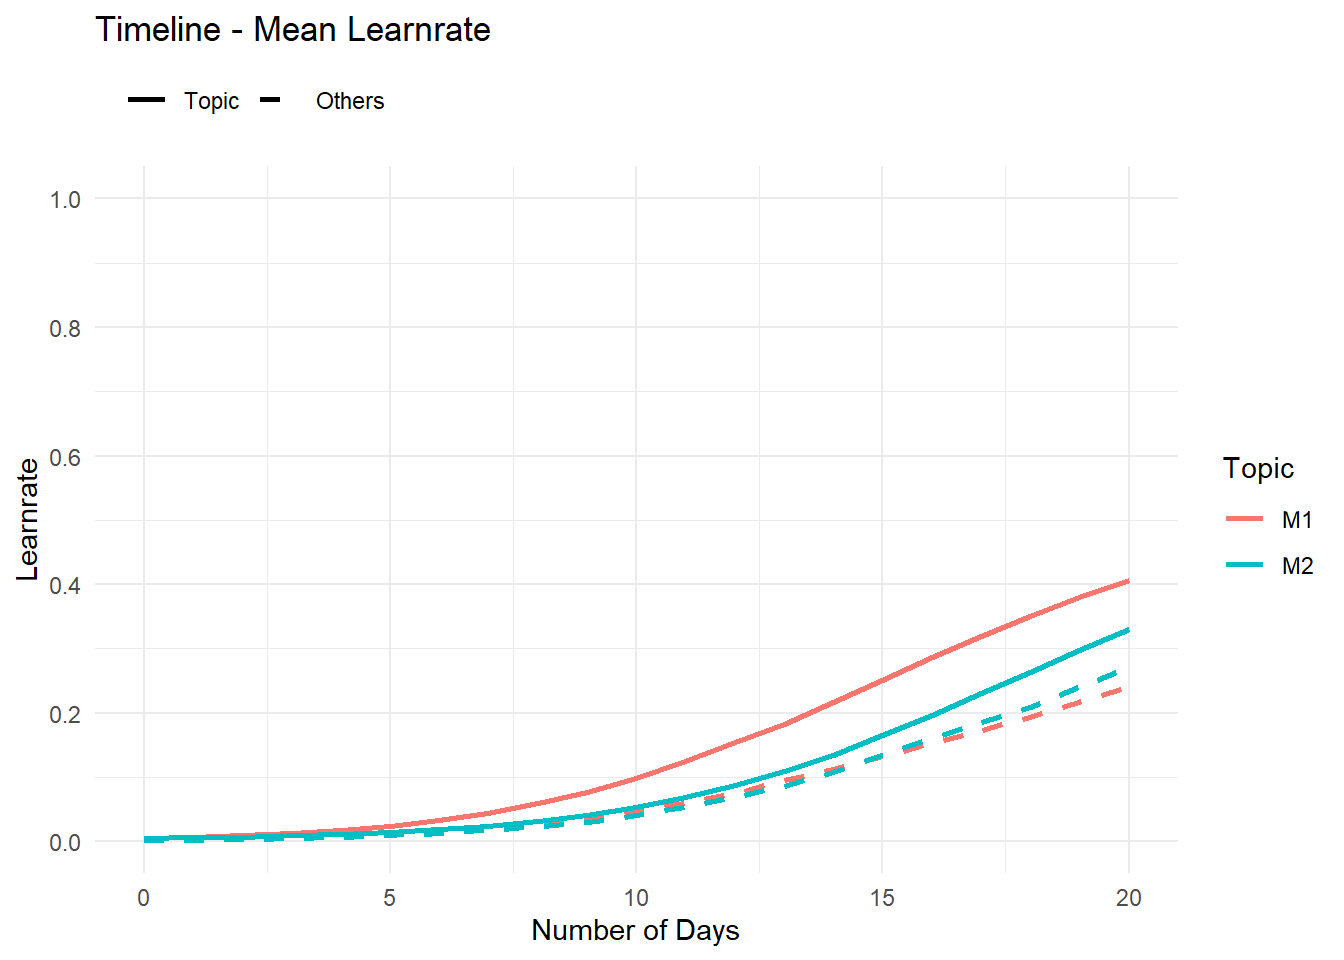 Timeline - Mean Learnrate
Topic Others
1.0
0.8
0.6
0.4
0.2
0.0
Learnrate
0 5 10 15 20
Number of Days
Topic
M1
M2